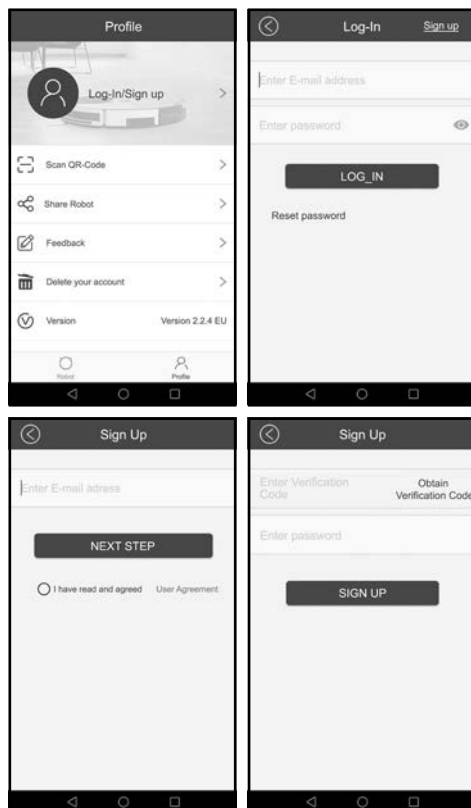 Profile
Log-In/Sign up
Scan QR-Code
Share Robot
Feedback
Delete your account
Version Version 2.2.4 EU
Robot Profile
Log-In Sign up
Enter E-mail address
Enter password
LOG_IN
Reset password
Sign Up
Enter E-mail adress
NEXT STEP
I have read and agreed User Agreement
Sign Up
Enter Verification
Code
Obtain
Verification Code
Enter password
SIGN UP